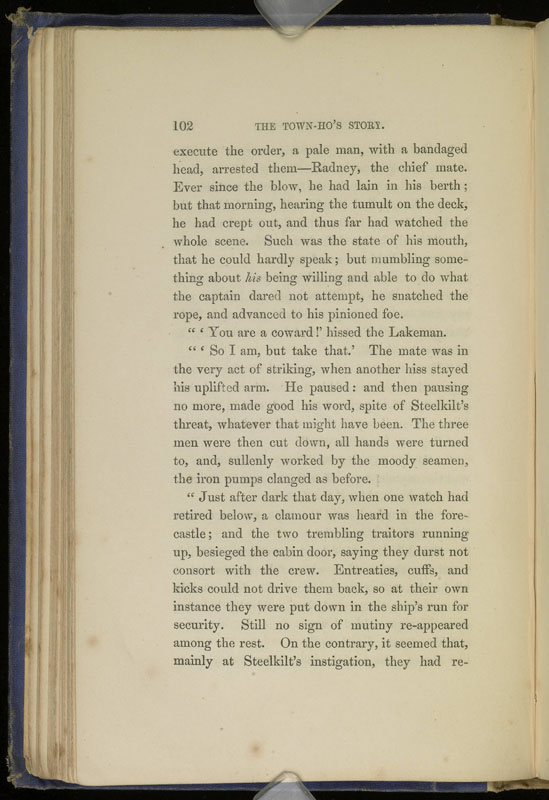 102 THE TOWN-HO'S STORY.
execute the order, a pale man, with a bandaged
head, arrested them—Radney, the chief mate.
Ever since the blow, he had lain in his berth;
but that morning, hearing the tumult on the deck,
he had crept out, and thus far had watched the
whole scene. Such was the state of his mouth,
that he could hardly speak; but mumbling some-
thing about his being willing and able to do what
the captain dared not attempt, he snatched the
rope, and advanced to his pinioned foe.
“ ‘ You are a coward!’ hissed the Lakeman.
“ ‘ So I am, but take that.’ The mate was in
the very act of striking, when another hiss stayed
his uplifted arm. He paused: and then pausing
no more, made good his word, spite of Steelkilt's
threat, whatever that might have been. The three
men were then cut down, all hands were turned
to, and, sullenly worked by the moody seamen,
the iron pumps clanged as before.
“ Just after dark that day, when one watch had
retired below, a clamour was heard in the fore-
castle; and the two trembling traitors running
up, besieged the cabin door, saying they durst not
consort with the crew. Entreaties, cuffs, and
kicks could not drive them back, so at their own
instance they were put down in the ship's run for
security. Still no sign of mutiny re-appeared
among the rest. On the contrary, it seemed that,
mainly at Steelkilt's instigation, they had re-